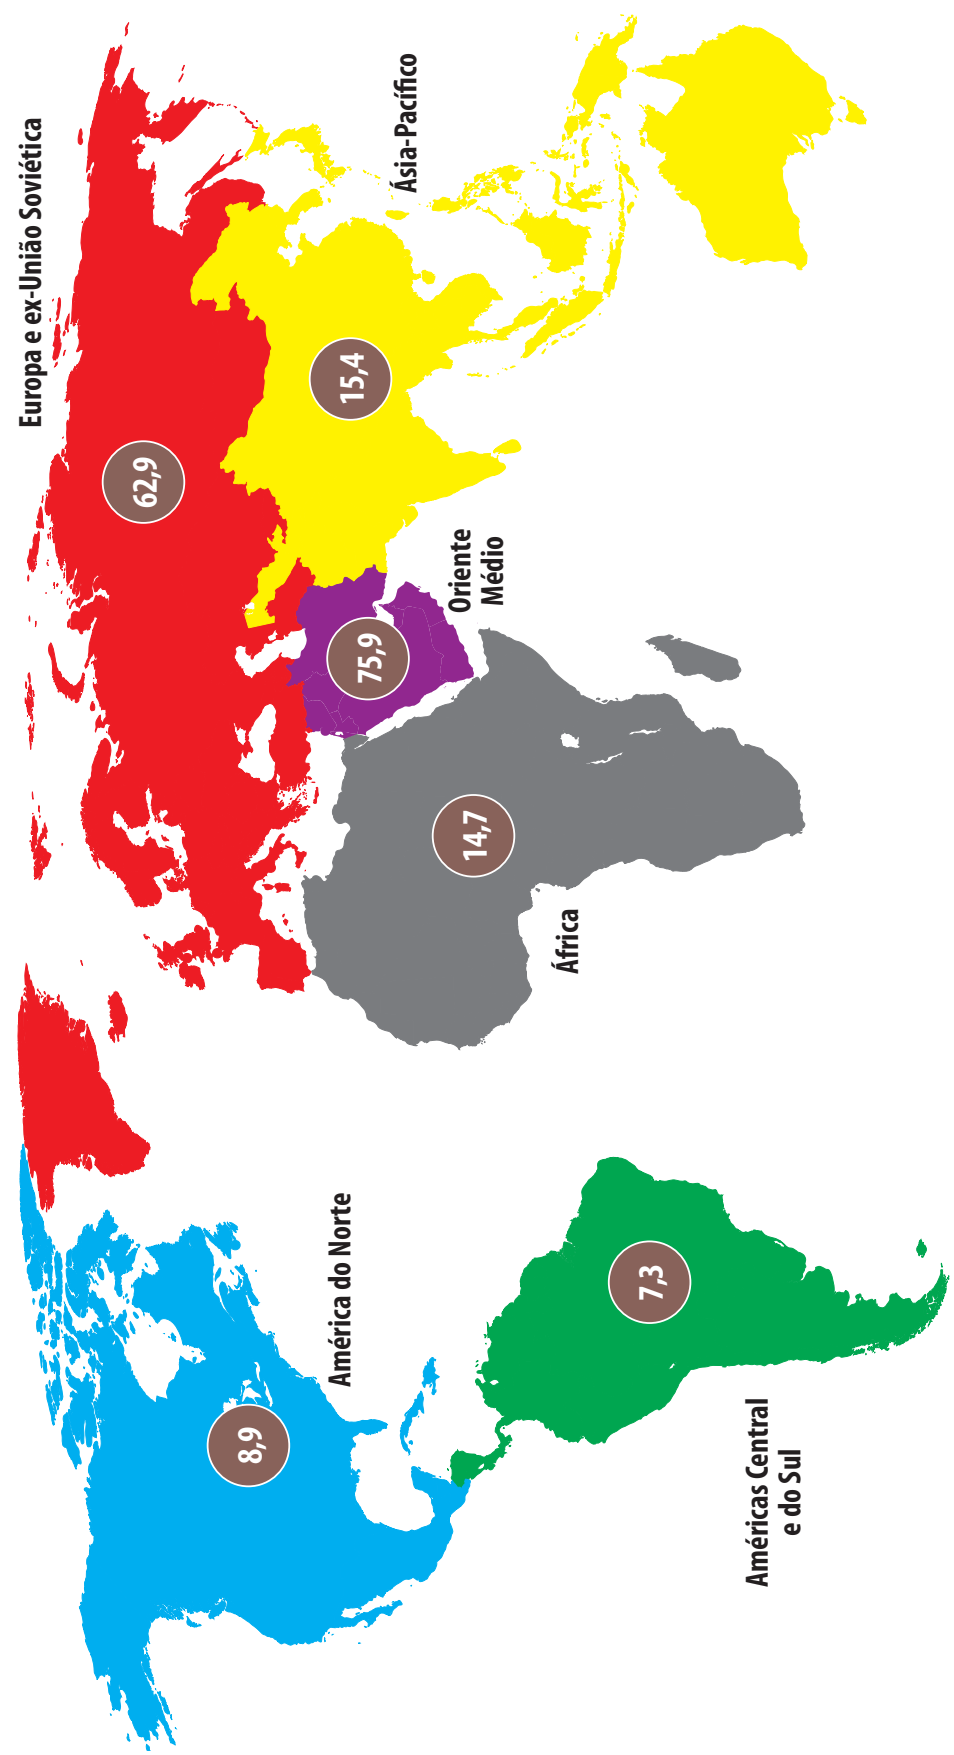 Europa e ex-União Soviética
62,9
8,9
América do Norte
15,4
Ásia-Pacífico
75,9
Oriente
Médio
14,7
África
7,3
Américas Central
e do Sul